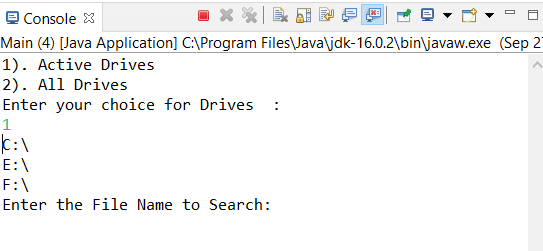 Console
Main (4) [Java Application] C:\Program Files\Java\jdk-16.0.2\bin\javaw.exe (Sep 2
1). Active Drives
2). All Drives
Enter your choice for Drives  :
1
C:\
E:\
F:\
Enter the File Name to Search: